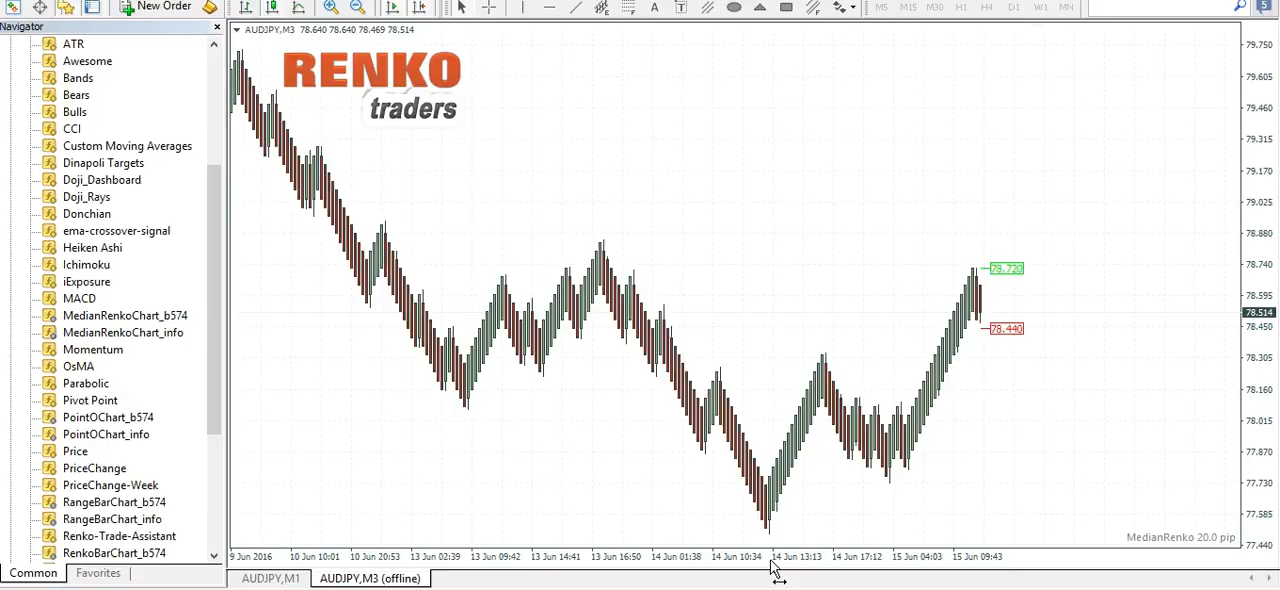 New Order
M5 M15 M30 H1 H4 D1 W1 MN
5
Navigator
ATR
Awesome
Bands
Bears
Bulls
CCI
Custom Moving Averages
Dinapoli Targets
Doji_Dashboard
Doji_Rays
Donchian
ema-crossover-signal
Heiken Ashi
Ichimoku
iExposure
MACD
MedianRenkoChart_b574
MedianRenkoChart_info
Momentum
OsMA
Parabolic
Pivot Point
PointOChart_b574
PointOChart_info
Price
PriceChange
PriceChange-Week
RangeBarChart_b574
RangeBarChart_info
Renko-Trade-Assistant
RenkoBarChart_b574
Common
Favorites
AUDJPY,M3 78.640 78.640 78.469 78.514
RENKO
traders
78.720
78.440
79.750
79.605
79.460
79.315
79.170
79.025
78.880
78.740
78.595
78.514
78.450
78.305
78.160
78.015
77.870
77.730
77.585
77.440
MedianRenko 20.0 pip
9 Jun 2016
10 Jun 10:01
10 Jun 20:53
13 Jun 02:39
13 Jun 09:42
13 Jun 14:41
13 Jun 16:50
14 Jun 01:38
14 Jun 10:34
14 Jun 13:13
14 Jun 17:12
15 Jun 04:03
15 Jun 09:43
AUDJPY,M1
AUDJPY,M3 (offline)